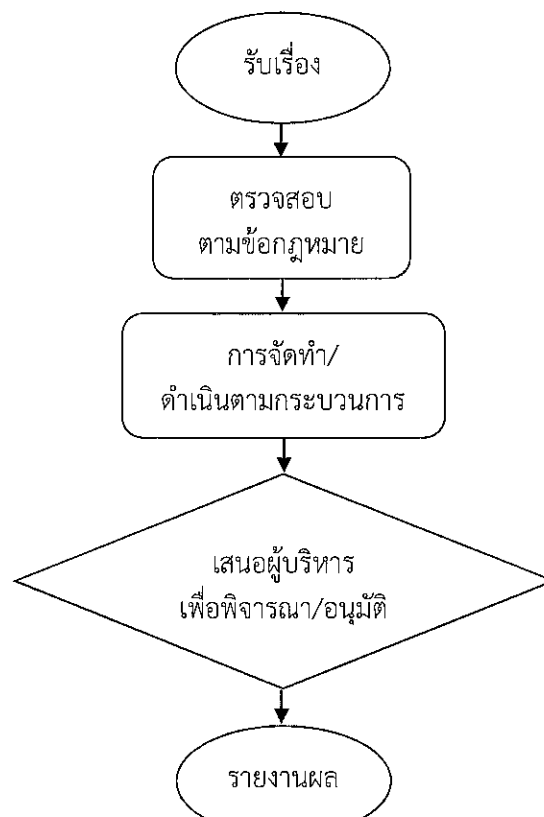 รับเรื่อง
ตรวจสอบ
ตามข้อกฎหมาย
การจัดทำ/
ดำเนินตามกระบวนการ
เสนอผู้บริหาร
เพื่อพิจารณา/อนุมัติ
รายงานผล